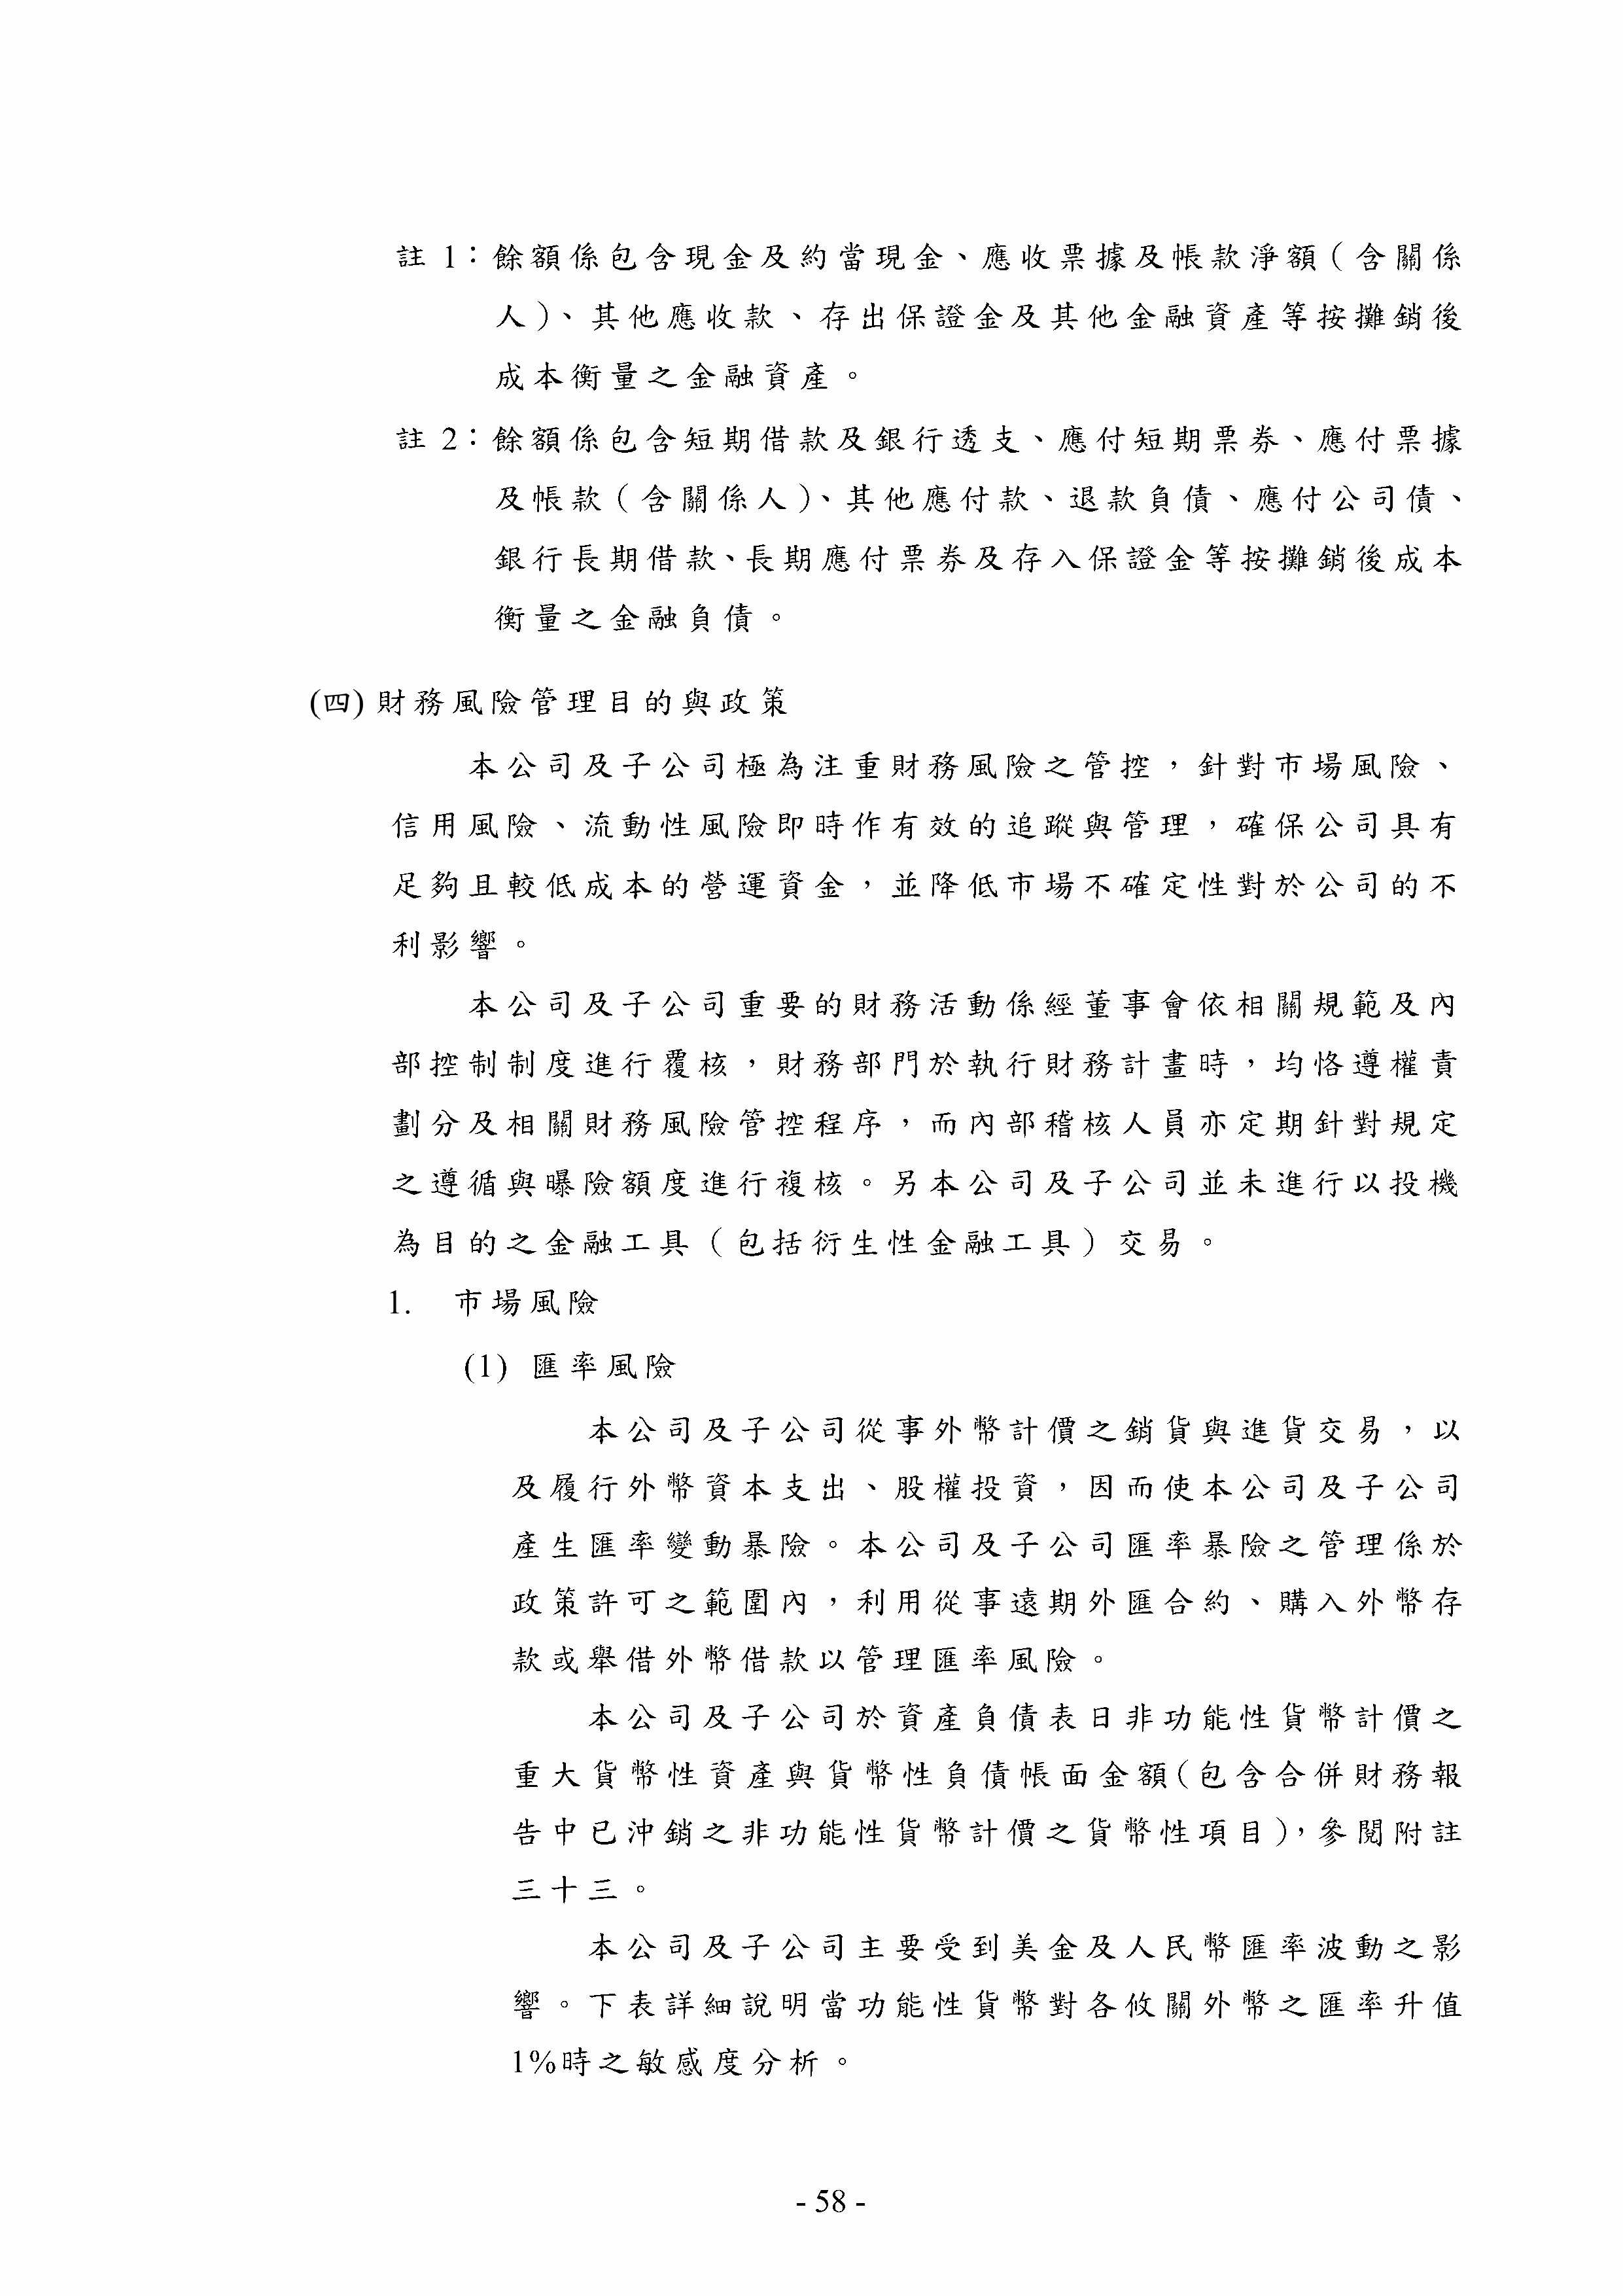 註 1：餘額係包含現金及約當現金、應收票據及帳款淨額（含關係
人）、其他應收款、存出保證金及其他金融資產等按攤銷後
成本衡量之金融資產。
註 2：餘額係包含短期借款及銀行透支、應付短期票券、應付票據
及帳款（含關係人）、其他應付款、退款負債、應付公司債、
銀行長期借款、長期應付票券及存入保證金等按攤銷後成本
衡量之金融負債。
(四) 財務風險管理目的與政策
本公司及子公司極為注重財務風險之管控，針對市場風險、
信用風險、流動性風險即時作有效的追蹤與管理，確保公司具有
足夠且較低成本的營運資金，並降低市場不確定性對於公司的不
利影響。
本公司及子公司重要的財務活動係經董事會依相關規範及內
部控制制度進行覆核，財務部門於執行財務計畫時，均恪遵權責
劃分及相關財務風險管控程序，而內部稽核人員亦定期針對規定
之遵循與曝險額度進行複核。另本公司及子公司並未進行以投機
為目的之金融工具（包括衍生性金融工具）交易。
1. 市場風險
(1) 匯率風險
本公司及子公司從事外幣計價之銷貨與進貨交易，以
及履行外幣資本支出、股權投資，因而使本公司及子公司
產生匯率變動暴險。本公司及子公司匯率暴險之管理係於
政策許可之範圍內，利用從事遠期外匯合約、購入外幣存
款或舉借外幣借款以管理匯率風險。
本公司及子公司於資產負債表日非功能性貨幣計價之
重大貨幣性資產與貨幣性負債帳面金額（包含合併財務報
告中已沖銷之非功能性貨幣計價之貨幣性項目），參閱附註
三十三。
本公司及子公司主要受到美金及人民幣匯率波動之影
響。下表詳細說明當功能性貨幣對各攸關外幣之匯率升值
1%時之敏感度分析。
- 58 -